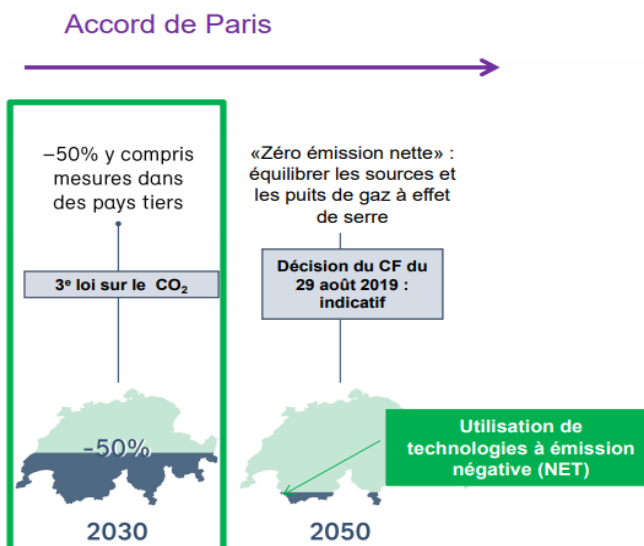 Accord de Paris
–50% y compris
mesures dans
des pays tiers
«Zéro émission nette» :
équilibrer les sources et
les puits de gaz à effet
de serre
3e loi sur le CO₂
Décision du CF du
29 août 2019 :
indicatif
-50%
Utilisation de
technologies à émission
négative (NET)
2030
2050